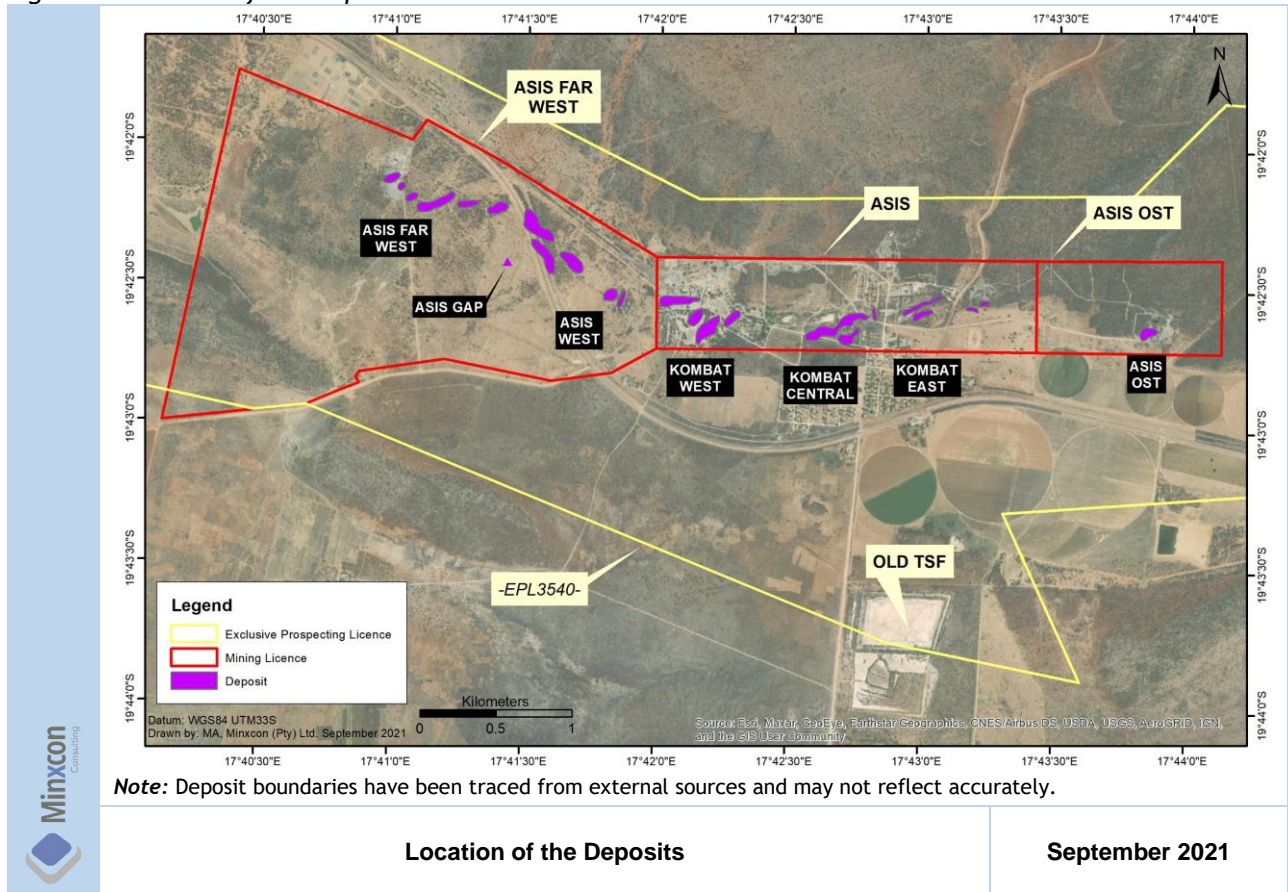 17°40'30"E
17°41'0"E
17°41'30"E
17°42'0"E
17°42'30"E
17°43'0"E
17°43'30"E
17°44'0"E
N
ASIS FAR
WEST
ASIS
ASIS OST
19°42'0"S
19°42'0"S
ASIS FAR
WEST
ASIS GAP
ASIS
WEST
19°42'30"S
19°42'30"S
KOMBAT
WEST
KOMBAT
CENTRAL
KOMBAT
EAST
ASIS
OST
19°43'0"S
19°43'0"S
19°43'30"S
19°43'30"S
-EPL3540-
OLD TSF
Legend
Exclusive Prospecting Licence
Mining Licence
Deposit
19°44'0"S
19°44'0"S
Kilometers
0 0.5 1
Datum: WGS84 UTM33S
Drawn by: MA, Minxcon (Pty) Ltd. September 2021
Source: Esri, Maxar, GeoEye, Earthstar Geographics, CNES/Airbus DS, USDA, USGS, AeroGRID, IGN,
and the GIS User Community
17°40'30"E
17°41'0"E
17°41'30"E
17°42'0"E
17°42'30"E
17°43'0"E
17°43'30"E
17°44'0"E
Minxcon
Consulting
Note: Deposit boundaries have been traced from external sources and may not reflect accurately.
Location of the Deposits
September 2021